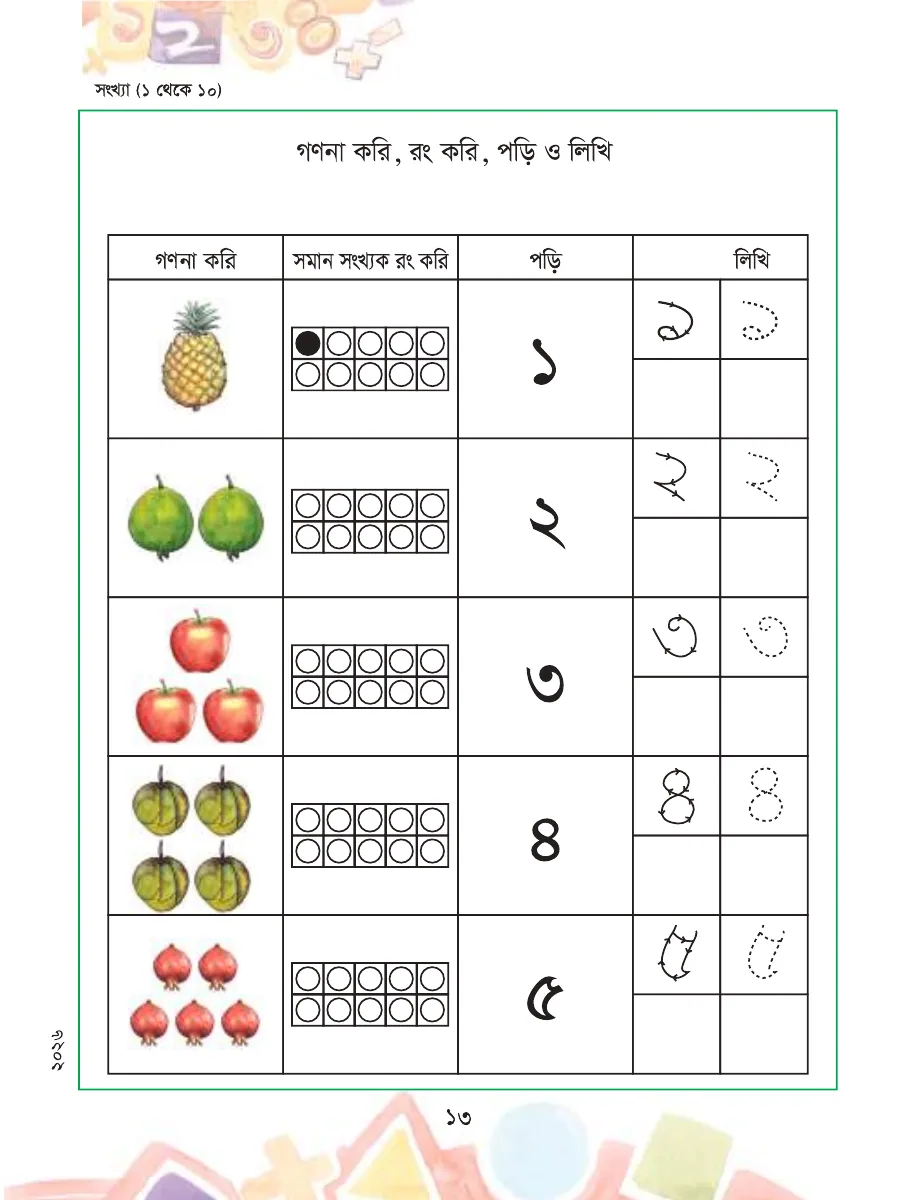 সংখ্যা (১ থেকে ১০)
গণনা করি, রং করি, পড়ি ও লিখি
গণনা করি সমান সংখ্যক রং করি পড়ি লিখি
১ ১ ১
২ ২ ২
৩ ৩ ৩
৪ ৪ ৪
৫ ৫ ৫
২০২৬
১৩